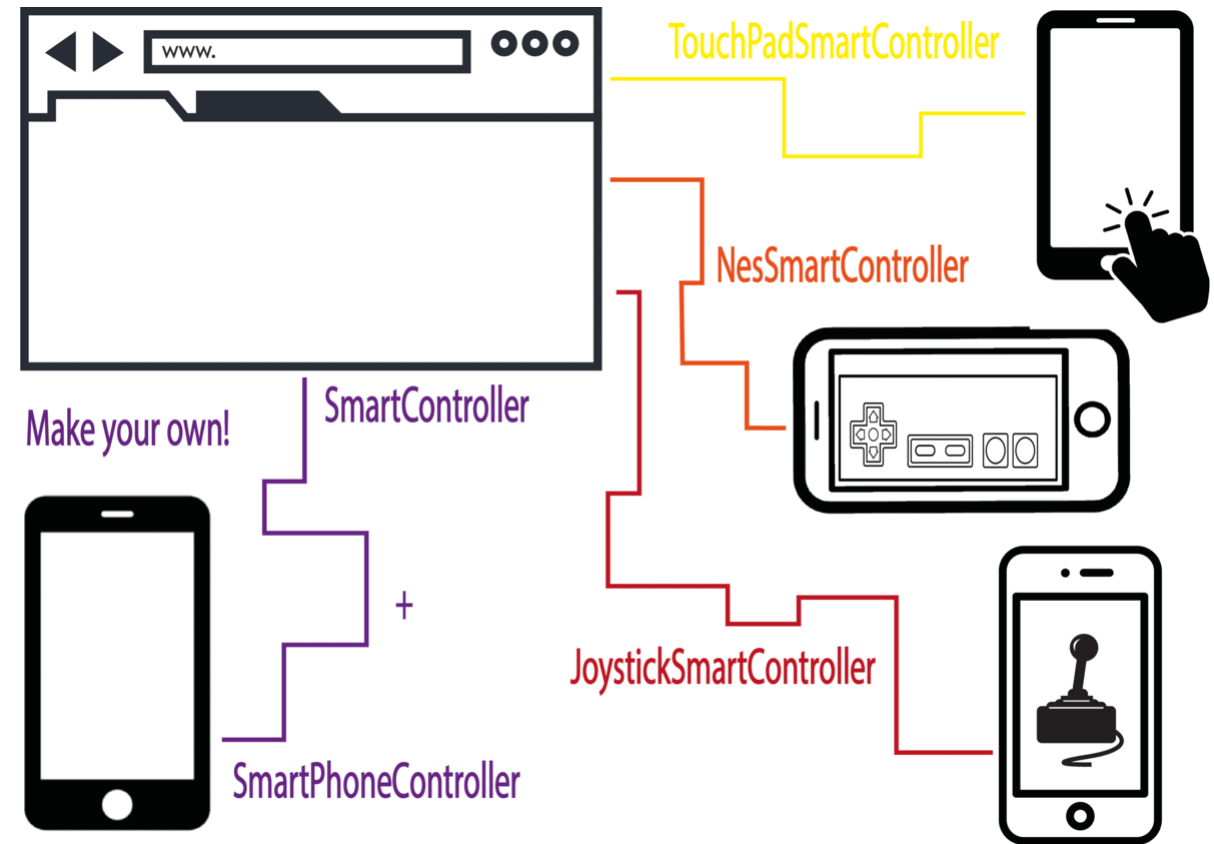 www.
TouchPadSmartController
NesSmartController
SmartController
Make your own!
+
JoystickSmartController
SmartPhoneController